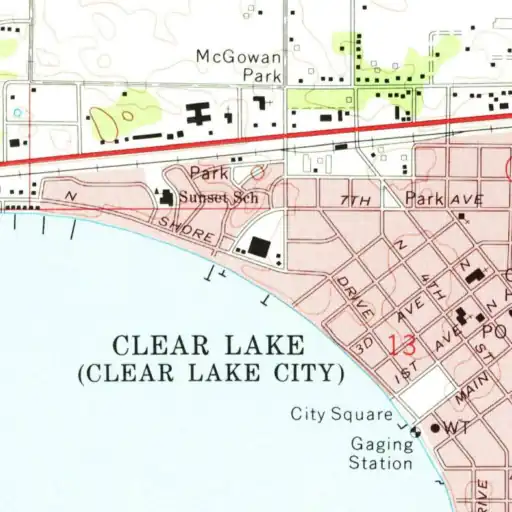 McGowan
Park
Park
Sunset Sch
7TH
Park AVE
N
SHORE
DRIVE
N
4TH
AVE
N
N
3D
13
1ST AVE
PO
MAIN
ST
CLEAR LAKE
(CLEAR LAKE CITY)
City Square
WT
Gaging
Station